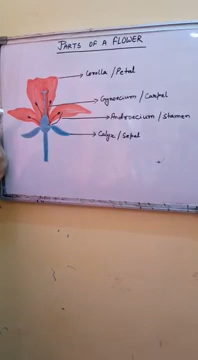 PARTS OF A FLOWER
Corolla / Petal
Gynoecium / Carpel
Androecium / Stamen
Calyx / Sepal